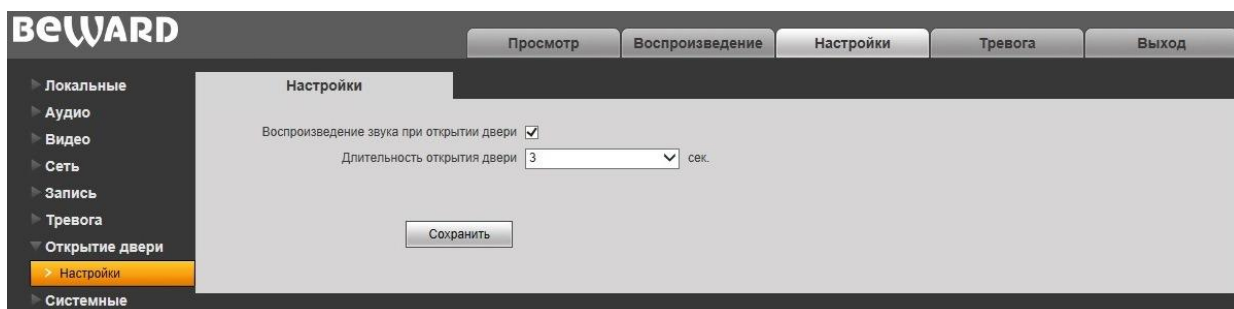 BEWARD
Просмотр Воспроизведение Настройки Тревога Выход
Локальные
Аудио
Видео
Сеть
Запись
Тревога
Открытие двери
Настройки
Системные
Настройки
Воспроизведение звука при открытии двери
Длительность открытия двери 3 сек.
Сохранить